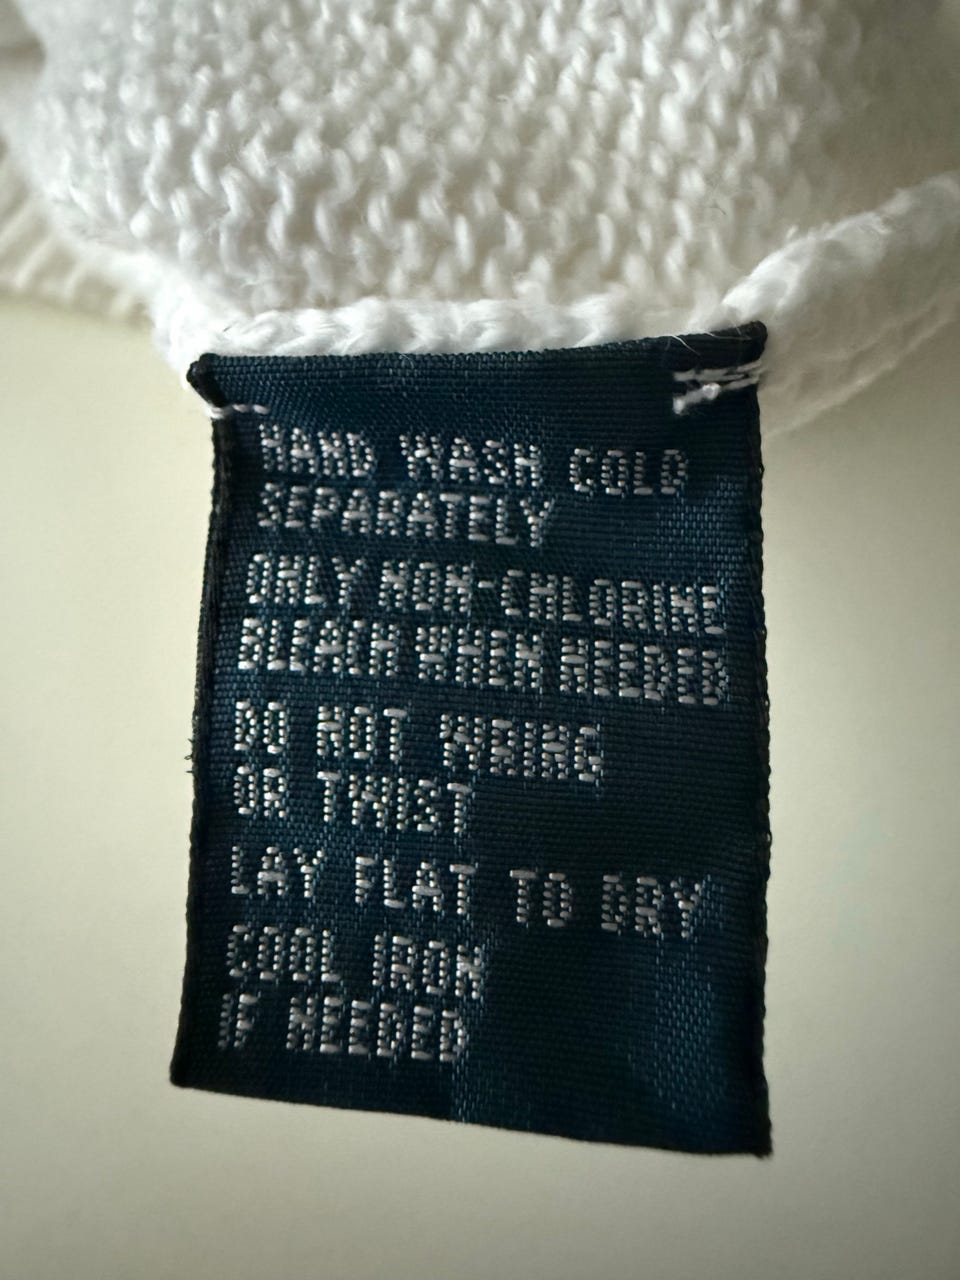 HAND WASH COLD
SEPARATELY
ONLY NON-CHLORINE
BLEACH WHEN NEEDED
DO NOT WRING
OR TWIST
LAY FLAT TO DRY
COOL IRON
IF NEEDED